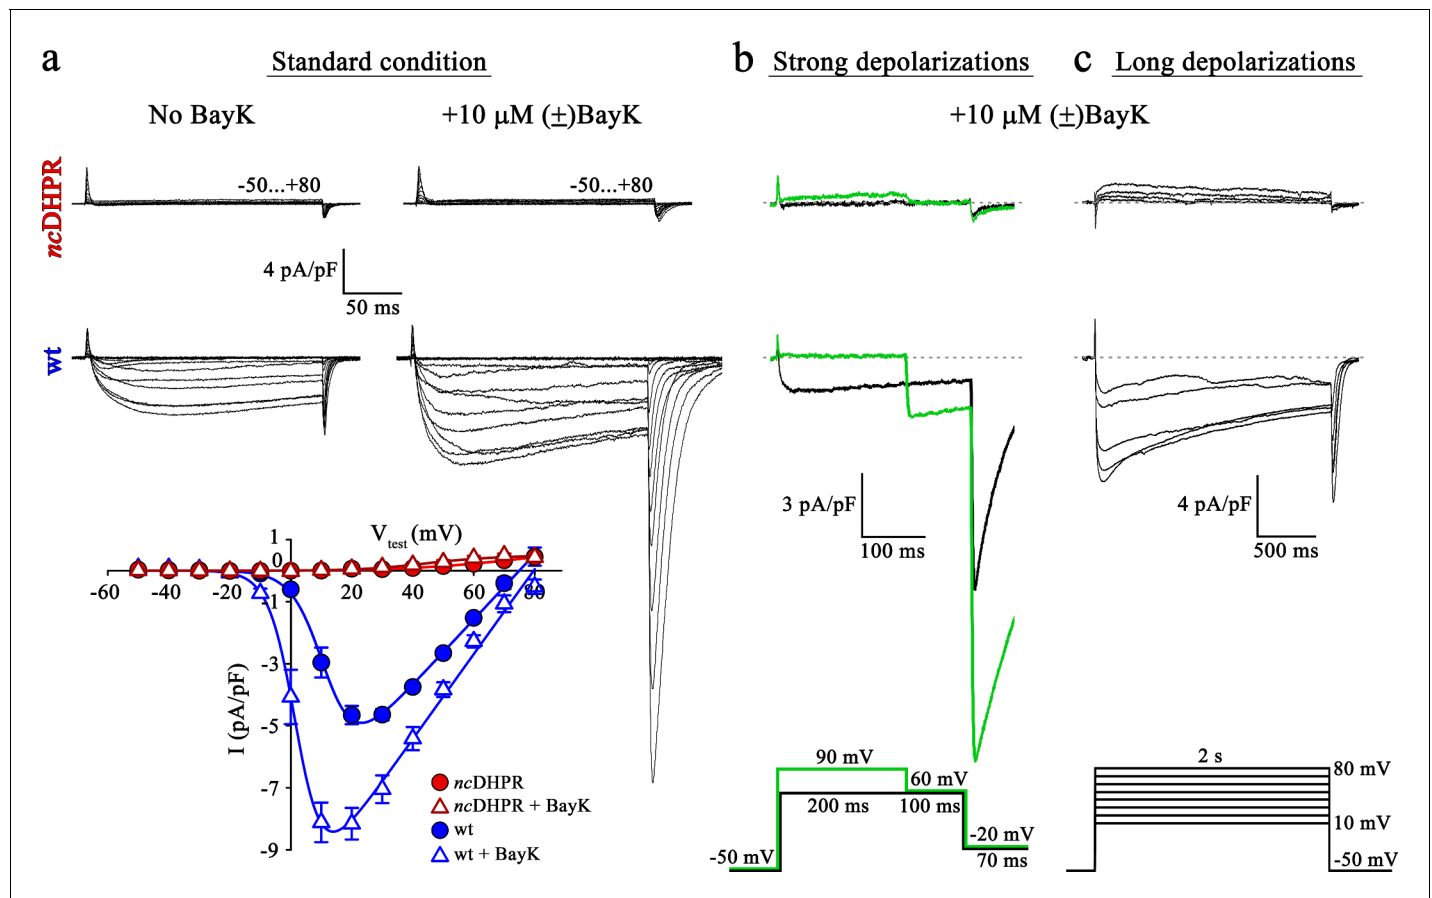 a
Standard condition
b
Strong depolarizations
c
Long depolarizations
No BayK
+10 μM (±)BayK
+10 μM (±)BayK
ncDHPR
-50...+80
-50...+80
4 pA/pF
50 ms
wt
3 pA/pF
100 ms
4 pA/pF
500 ms
Vtest (mV)
1
0
-60
-40
-20
20
40
60
80
-1
-3
-5
-7
-9
I (pA/pF)
ncDHPR
ncDHPR + BayK
wt
wt + BayK
90 mV
60 mV
200 ms
100 ms
-20 mV
-50 mV
70 ms
2 s
80 mV
10 mV
-50 mV